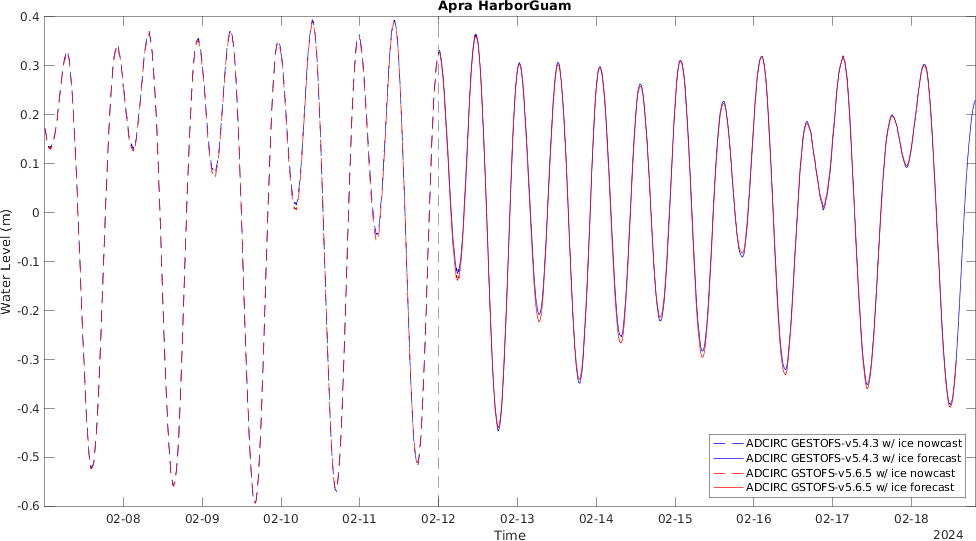 Apra HarborGuam
0.4
0.3
0.2
0.1
0
-0.1
-0.2
-0.3
-0.4
-0.5
-0.6
Water Level (m)
ADCIRC GESTOFS-v5.4.3 w/ ice nowcast
ADCIRC GESTOFS-v5.4.3 w/ ice forecast
ADCIRC GSTOFS-v5.6.5 w/ ice nowcast
ADCIRC GSTOFS-v5.6.5 w/ ice forecast
02-08 02-09 02-10 02-11 02-12 02-13 02-14 02-15 02-16 02-17 02-18
Time 2024